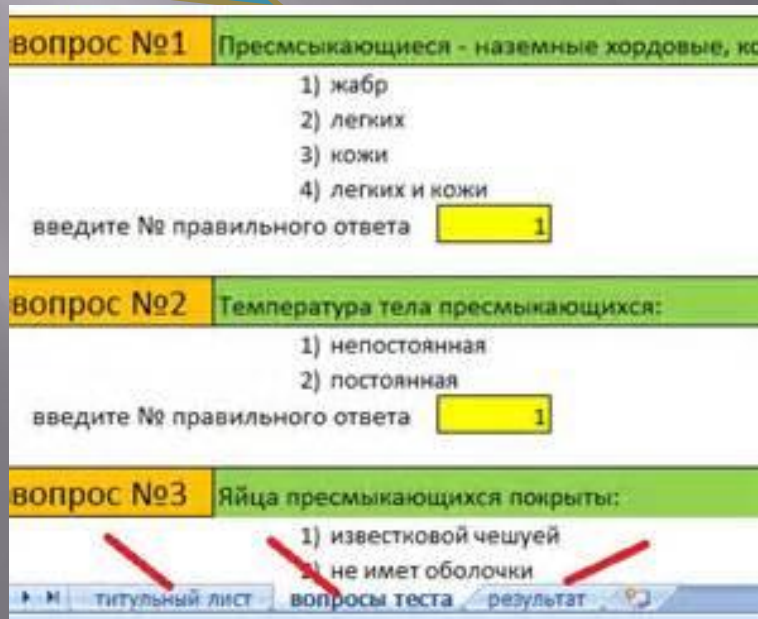 вопрос №1 Пресмсыкающиеся - наземные хордовые, ко
1) жабр
2) легких
3) кожи
4) легких и кожи
введите № правильного ответа 1
вопрос №2 Температура тела пресмыкающихся:
1) непостоянная
2) постоянная
введите № правильного ответа 1
вопрос №3 Яйца пресмыкающихся покрыты:
1) известковой чешуей
2) не имет оболочки
титульный лист вопросы теста результат